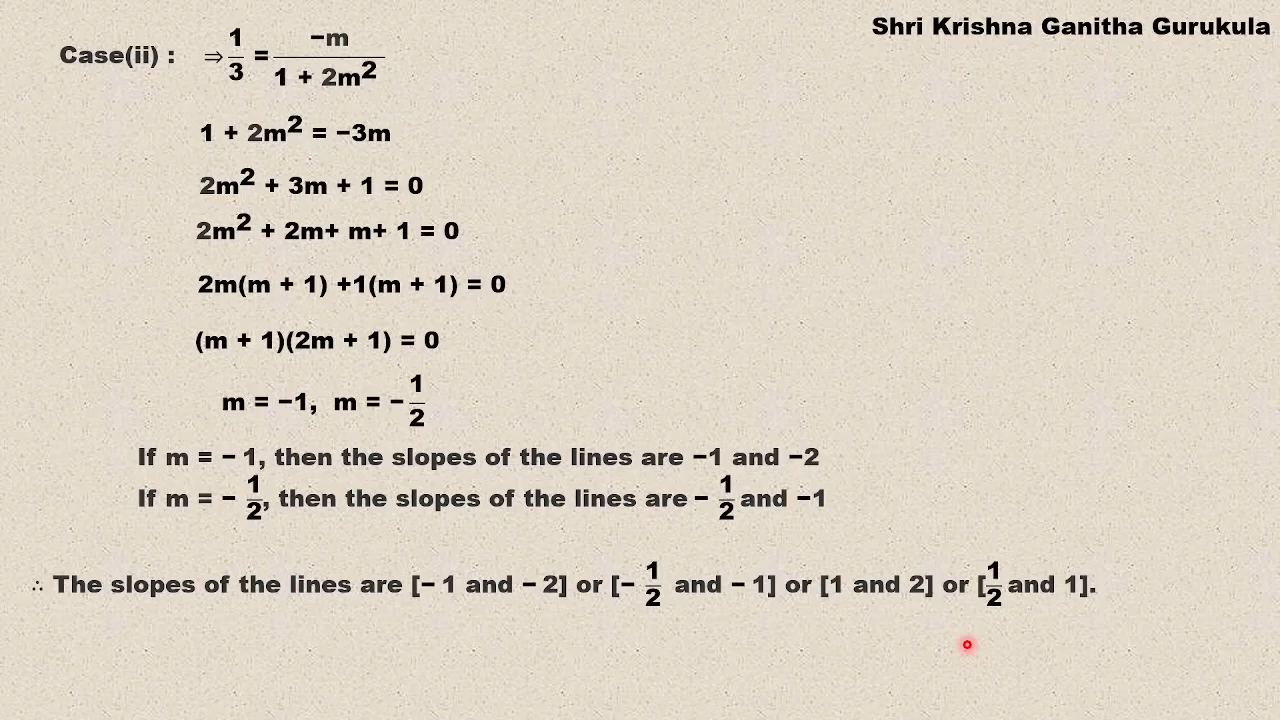 Shri Krishna Ganitha Gurukula
Case(ii) : ⇒ 1/3 = −m/(1 + 2m²)
1 + 2m² = −3m
2m² + 3m + 1 = 0
2m² + 2m+ m+ 1 = 0
2m(m + 1) +1(m + 1) = 0
(m + 1)(2m + 1) = 0
m = −1, m = − 1/2
If m = − 1, then the slopes of the lines are −1 and −2
If m = − 1/2, then the slopes of the lines are − 1/2 and −1
∴ The slopes of the lines are [− 1 and − 2] or [− 1/2 and − 1] or [1 and 2] or [1/2 and 1].